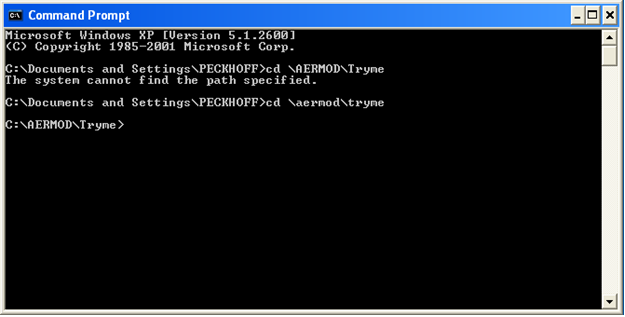 Command Prompt
Microsoft Windows XP [Version 5.1.2600]
(C) Copyright 1985-2001 Microsoft Corp.
C:\Documents and Settings\PECKHOFF>cd \AERMOD\Tryme
The system cannot find the path specified.
C:\Documents and Settings\PECKHOFF>cd \aermod\tryme
C:\AERMOD\Tryme>